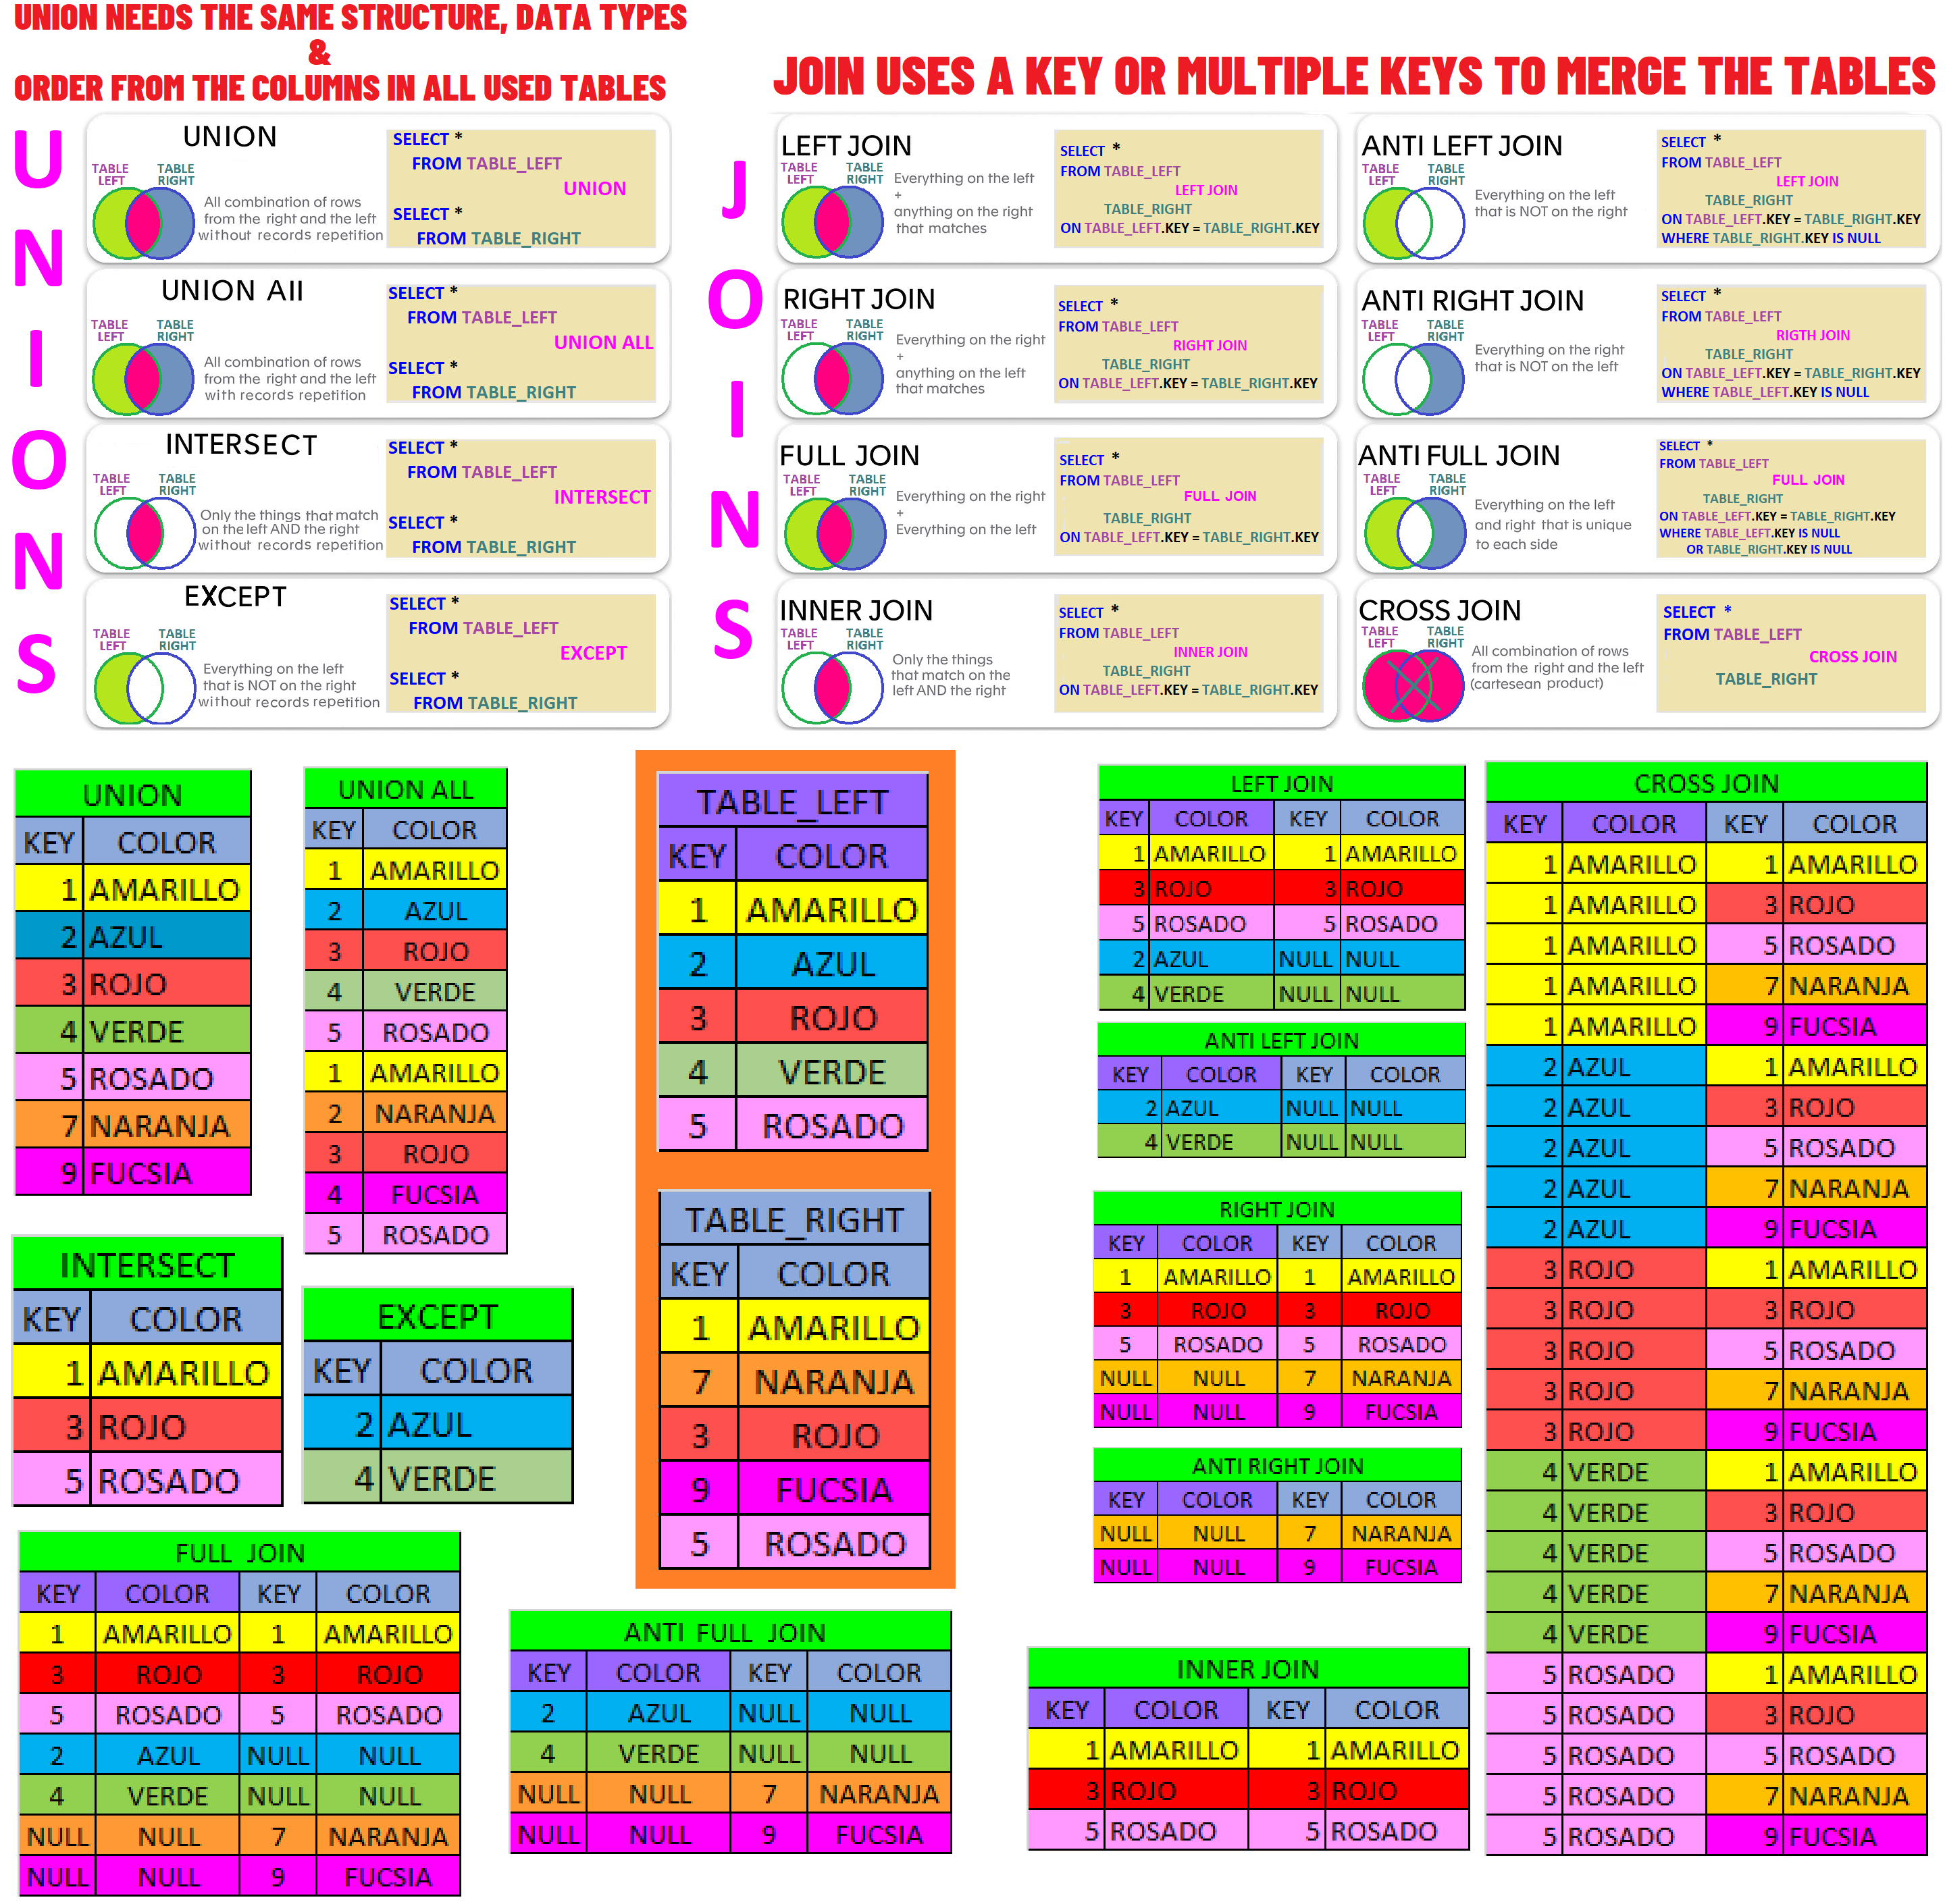 UNION NEEDS THE SAME STRUCTURE, DATA TYPES
&
ORDER FROM THE COLUMNS IN ALL USED TABLES
JOIN USES A KEY OR MULTIPLE KEYS TO MERGE THE TABLES
UNIONS
UNION
TABLE LEFT
TABLE RIGHT
All combination of rows
from the right and the left
without records repetition
SELECT *
FROM TABLE_LEFT
UNION
SELECT *
FROM TABLE_RIGHT
UNION All
TABLE LEFT
TABLE RIGHT
All combination of rows
from the right and the left
with records repetition
SELECT *
FROM TABLE_LEFT
UNION ALL
SELECT *
FROM TABLE_RIGHT
INTERSECT
TABLE LEFT
TABLE RIGHT
Only the things that match
on the left AND the right
without records repetition
SELECT *
FROM TABLE_LEFT
INTERSECT
SELECT *
FROM TABLE_RIGHT
EXCEPT
TABLE LEFT
TABLE RIGHT
Everything on the left
that is NOT on the right
without records repetition
SELECT *
FROM TABLE_LEFT
EXCEPT
SELECT *
FROM TABLE_RIGHT
JOINS
LEFT JOIN
TABLE LEFT
TABLE RIGHT
Everything on the left
+
anything on the right
that matches
SELECT *
FROM TABLE_LEFT
LEFT JOIN
TABLE_RIGHT
ON TABLE_LEFT.KEY = TABLE_RIGHT.KEY
RIGHT JOIN
TABLE LEFT
TABLE RIGHT
Everything on the right
+
anything on the left
that matches
SELECT *
FROM TABLE_LEFT
RIGHT JOIN
TABLE_RIGHT
ON TABLE_LEFT.KEY = TABLE_RIGHT.KEY
FULL JOIN
TABLE LEFT
TABLE RIGHT
Everything on the right
+
Everything on the left
SELECT *
FROM TABLE_LEFT
FULL JOIN
TABLE_RIGHT
ON TABLE_LEFT.KEY = TABLE_RIGHT.KEY
INNER JOIN
TABLE LEFT
TABLE RIGHT
Only the things
that match on the
left AND the right
SELECT *
FROM TABLE_LEFT
INNER JOIN
TABLE_RIGHT
ON TABLE_LEFT.KEY = TABLE_RIGHT.KEY
ANTI LEFT JOIN
TABLE LEFT
TABLE RIGHT
Everything on the left
that is NOT on the right
SELECT *
FROM TABLE_LEFT
LEFT JOIN
TABLE_RIGHT
ON TABLE_LEFT.KEY = TABLE_RIGHT.KEY
WHERE TABLE_RIGHT.KEY IS NULL
ANTI RIGHT JOIN
TABLE LEFT
TABLE RIGHT
Everything on the right
that is NOT on the left
SELECT *
FROM TABLE_LEFT
RIGTH JOIN
TABLE_RIGHT
ON TABLE_LEFT.KEY = TABLE_RIGHT.KEY
WHERE TABLE_LEFT.KEY IS NULL
ANTI FULL JOIN
TABLE LEFT
TABLE RIGHT
Everything on the left
and right that is unique
to each side
SELECT *
FROM TABLE_LEFT
FULL JOIN
TABLE_RIGHT
ON TABLE_LEFT.KEY = TABLE_RIGHT.KEY
WHERE TABLE_LEFT.KEY IS NULL
OR TABLE_RIGHT.KEY IS NULL
CROSS JOIN
TABLE LEFT
TABLE RIGHT
All combination of rows
from the right and the left
(cartesean product)
SELECT *
FROM TABLE_LEFT
CROSS JOIN
TABLE_RIGHT
UNION
KEY COLOR
1 AMARILLO
2 AZUL
3 ROJO
4 VERDE
5 ROSADO
7 NARANJA
9 FUCSIA
UNION ALL
KEY COLOR
1 AMARILLO
2 AZUL
3 ROJO
4 VERDE
5 ROSADO
1 AMARILLO
2 NARANJA
3 ROJO
4 FUCSIA
5 ROSADO
INTERSECT
KEY COLOR
1 AMARILLO
3 ROJO
5 ROSADO
EXCEPT
KEY COLOR
2 AZUL
4 VERDE
TABLE_LEFT
KEY COLOR
1 AMARILLO
2 AZUL
3 ROJO
4 VERDE
5 ROSADO
TABLE_RIGHT
KEY COLOR
1 AMARILLO
7 NARANJA
3 ROJO
9 FUCSIA
5 ROSADO
LEFT JOIN
KEY COLOR KEY COLOR
1 AMARILLO 1 AMARILLO
3 ROJO 3 ROJO
5 ROSADO 5 ROSADO
2 AZUL NULL NULL
4 VERDE NULL NULL
ANTI LEFT JOIN
KEY COLOR KEY COLOR
2 AZUL NULL NULL
4 VERDE NULL NULL
RIGHT JOIN
KEY COLOR KEY COLOR
1 AMARILLO 1 AMARILLO
3 ROJO 3 ROJO
5 ROSADO 5 ROSADO
NULL NULL 7 NARANJA
NULL NULL 9 FUCSIA
ANTI RIGHT JOIN
KEY COLOR KEY COLOR
NULL NULL 7 NARANJA
NULL NULL 9 FUCSIA
CROSS JOIN
KEY COLOR KEY COLOR
1 AMARILLO 1 AMARILLO
1 AMARILLO 3 ROJO
1 AMARILLO 5 ROSADO
1 AMARILLO 7 NARANJA
1 AMARILLO 9 FUCSIA
2 AZUL 1 AMARILLO
2 AZUL 3 ROJO
2 AZUL 5 ROSADO
2 AZUL 7 NARANJA
2 AZUL 9 FUCSIA
3 ROJO 1 AMARILLO
3 ROJO 3 ROJO
3 ROJO 5 ROSADO
3 ROJO 7 NARANJA
3 ROJO 9 FUCSIA
4 VERDE 1 AMARILLO
4 VERDE 3 ROJO
4 VERDE 5 ROSADO
4 VERDE 7 NARANJA
4 VERDE 9 FUCSIA
5 ROSADO 1 AMARILLO
5 ROSADO 3 ROJO
5 ROSADO 5 ROSADO
5 ROSADO 7 NARANJA
5 ROSADO 9 FUCSIA
FULL JOIN
KEY COLOR KEY COLOR
1 AMARILLO 1 AMARILLO
3 ROJO 3 ROJO
5 ROSADO 5 ROSADO
2 AZUL NULL NULL
4 VERDE NULL NULL
NULL NULL 7 NARANJA
NULL NULL 9 FUCSIA
ANTI FULL JOIN
KEY COLOR KEY COLOR
2 AZUL NULL NULL
4 VERDE NULL NULL
NULL NULL 7 NARANJA
NULL NULL 9 FUCSIA
INNER JOIN
KEY COLOR KEY COLOR
1 AMARILLO 1 AMARILLO
3 ROJO 3 ROJO
5 ROSADO 5 ROSADO